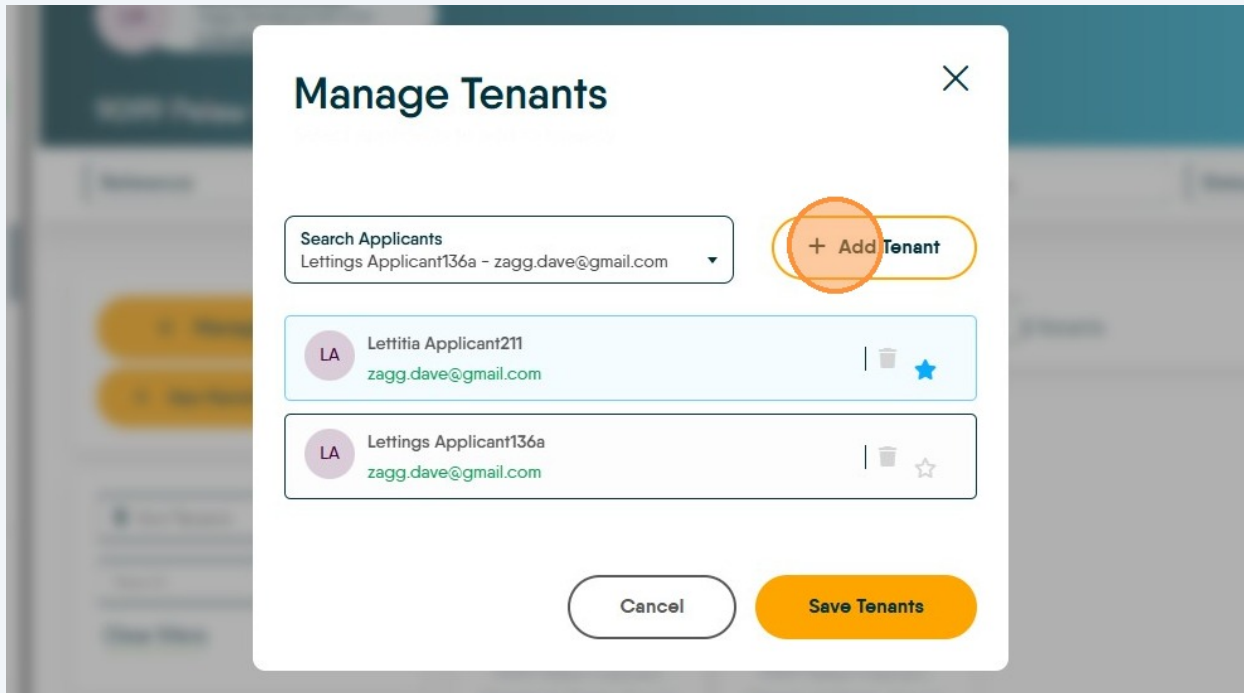 Manage Tenants
Search Applicants
Lettings Applicant136a - zagg.dave@gmail.com
+ Add Tenant
LA
Lettitia Applicant211
zagg.dave@gmail.com
LA
Lettings Applicant136a
zagg.dave@gmail.com
Cancel
Save Tenants